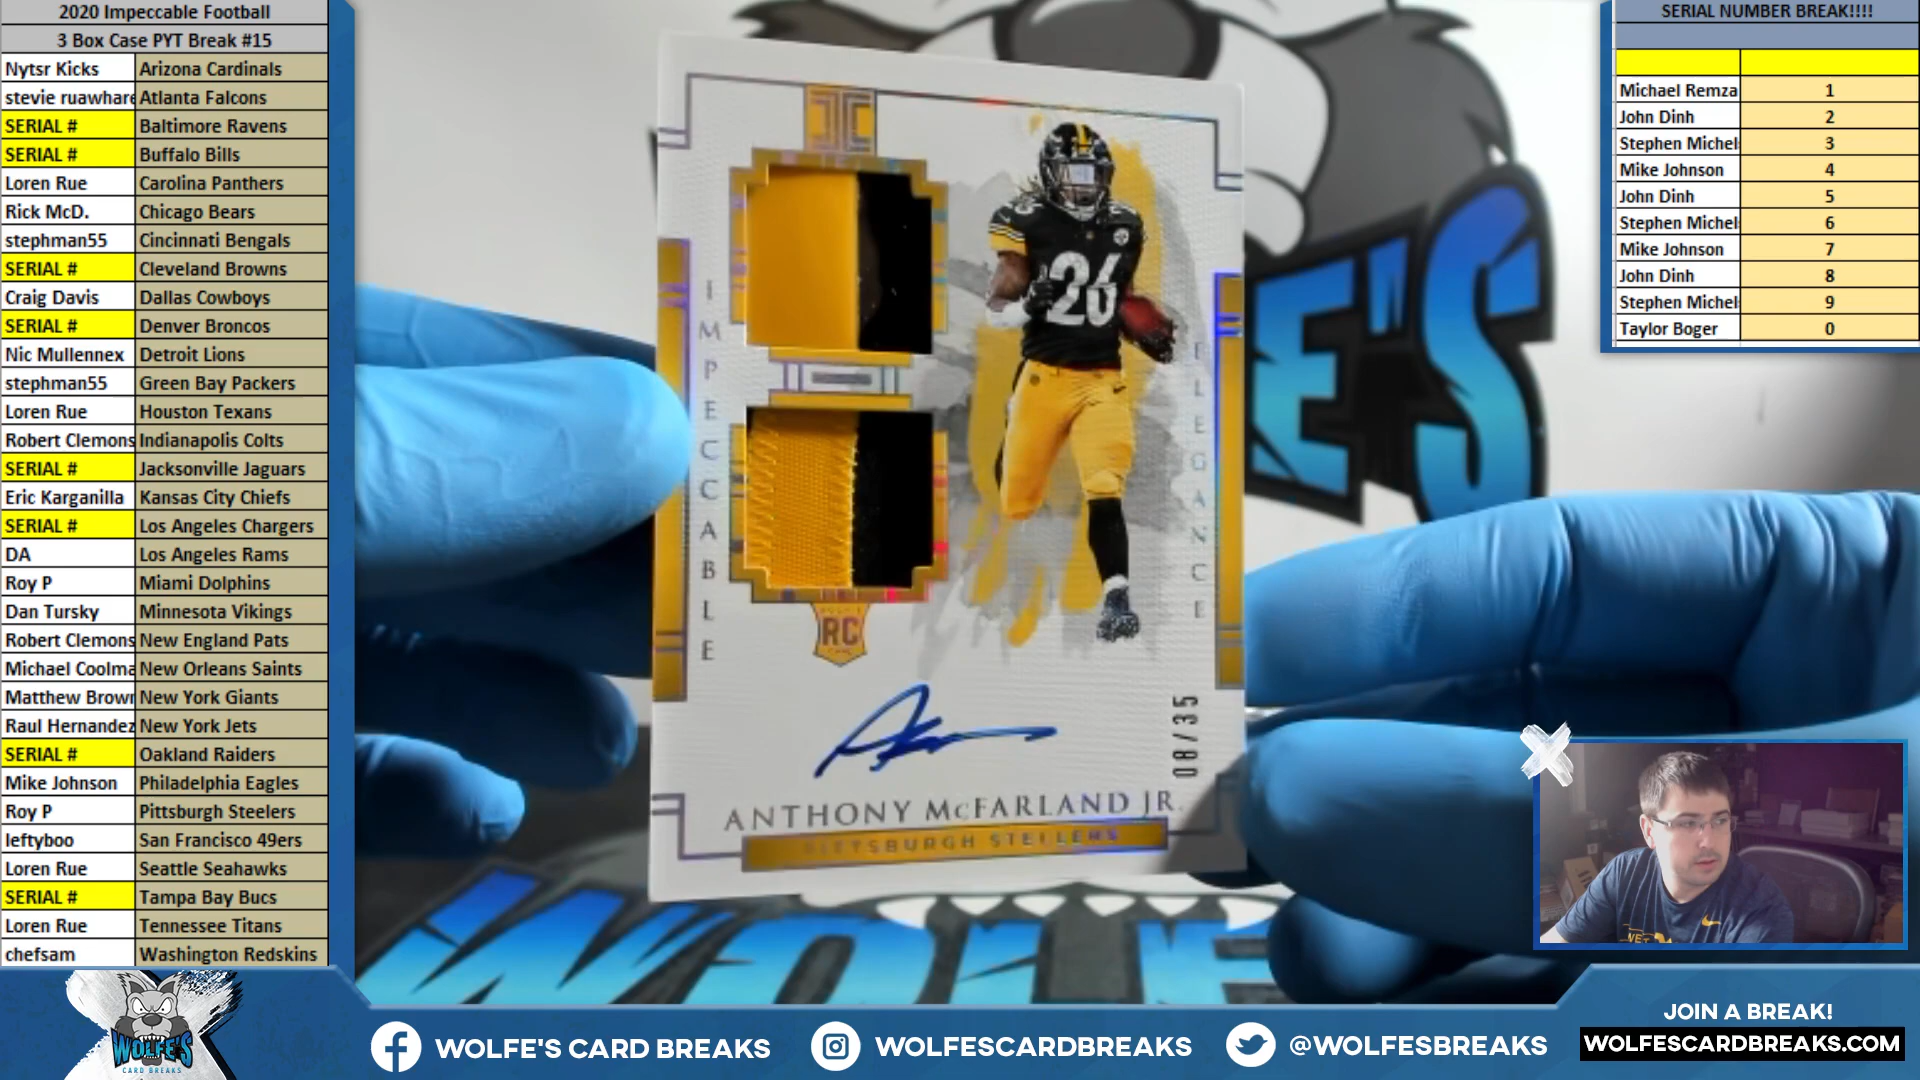 2020 Impeccable Football
3 Box Case PYT Break #15
Nytsr Kicks Arizona Cardinals
stevie ruawhare Atlanta Falcons
SERIAL # Baltimore Ravens
SERIAL # Buffalo Bills
Loren Rue Carolina Panthers
Rick McD. Chicago Bears
stephman55 Cincinnati Bengals
SERIAL # Cleveland Browns
Craig Davis Dallas Cowboys
SERIAL # Denver Broncos
Nic Mullennex Detroit Lions
stephman55 Green Bay Packers
Loren Rue Houston Texans
Robert Clemons Indianapolis Colts
SERIAL # Jacksonville Jaguars
Eric Karganilla Kansas City Chiefs
SERIAL # Los Angeles Chargers
DA Los Angeles Rams
Roy P Miami Dolphins
Dan Tursky Minnesota Vikings
Robert Clemons New England Pats
Michael Coolma New Orleans Saints
Matthew Brown New York Giants
Raul Hernandez New York Jets
SERIAL # Oakland Raiders
Mike Johnson Philadelphia Eagles
Roy P Pittsburgh Steelers
leftyboo San Francisco 49ers
Loren Rue Seattle Seahawks
SERIAL # Tampa Bay Bucs
Loren Rue Tennessee Titans
chefsam Washington Redskins
IMPECCABLE
ELEGANCE
26
26
RC
08/35
ANTHONY McFARLAND JR.
PITTSBURGH STEELERS
E'S
WOLFE
SERIAL NUMBER BREAK!!!!
Michael Remza 1
John Dinh 2
Stephen Michel 3
Mike Johnson 4
John Dinh 5
Stephen Michel 6
Mike Johnson 7
John Dinh 8
Stephen Michel 9
Taylor Boger 0
WOLFE'S
CARD BREAKS
WOLFE'S CARD BREAKS
WOLFESCARDBREAKS
@WOLFESBREAKS
JOIN A BREAK!
WOLFESCARDBREAKS.COM